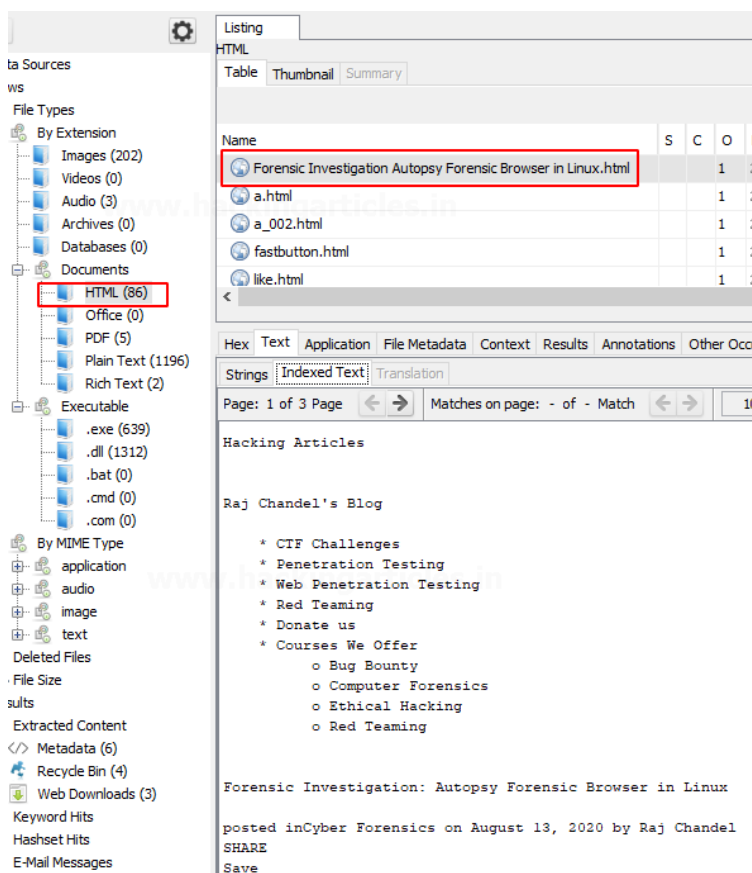 ta Sources
ws
File Types
By Extension
Images (202)
Videos (0)
Audio (3)
Archives (0)
Databases (0)
Documents
HTML (86)
Office (0)
PDF (5)
Plain Text (1196)
Rich Text (2)
Executable
.exe (639)
.dll (1312)
.bat (0)
.cmd (0)
.com (0)
By MIME Type
application
audio
image
text
Deleted Files
File Size
sults
Extracted Content
Metadata (6)
Recycle Bin (4)
Web Downloads (3)
Keyword Hits
Hashset Hits
E-Mail Messages
Listing
HTML
Table Thumbnail Summary
Name S C O
Forensic Investigation Autopsy Forensic Browser in Linux.html 1
a.html 1
a_002.html 1
fastbutton.html 1
like.html 1
Hex Text Application File Metadata Context Results Annotations Other Occ
Strings Indexed Text Translation
Page: 1 of 3 Page Matches on page: - of - Match 10
Hacking Articles
Raj Chandel's Blog
* CTF Challenges
* Penetration Testing
* Web Penetration Testing
* Red Teaming
* Donate us
* Courses We Offer
o Bug Bounty
o Computer Forensics
o Ethical Hacking
o Red Teaming
Forensic Investigation: Autopsy Forensic Browser in Linux
posted inCyber Forensics on August 13, 2020 by Raj Chandel
SHARE
Save